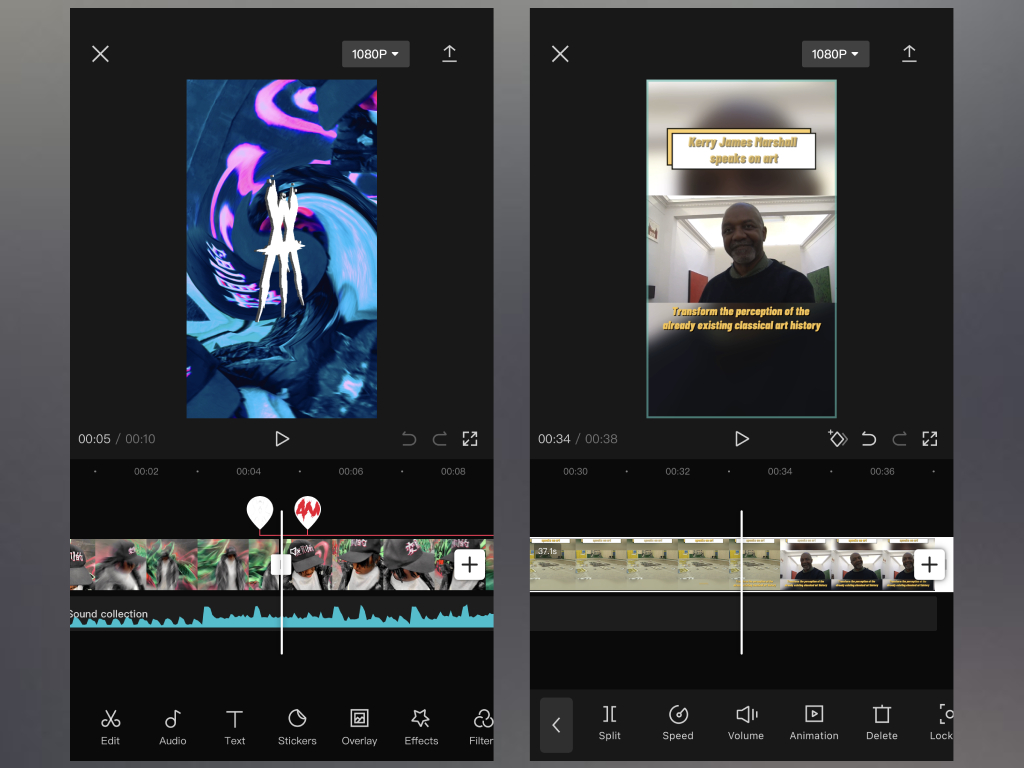 1080P
00:05 / 00:10
00:02
00:04
00:06
00:08
Sound collection
Edit
Audio
Text
Stickers
Overlay
Effects
Filter
1080P
Kerry James Marshall
speaks on art
Transform the perception of the
already existing classical art history
00:34 / 00:38
00:30
00:32
00:34
00:36
37.1s
Split
Speed
Volume
Animation
Delete
Lock